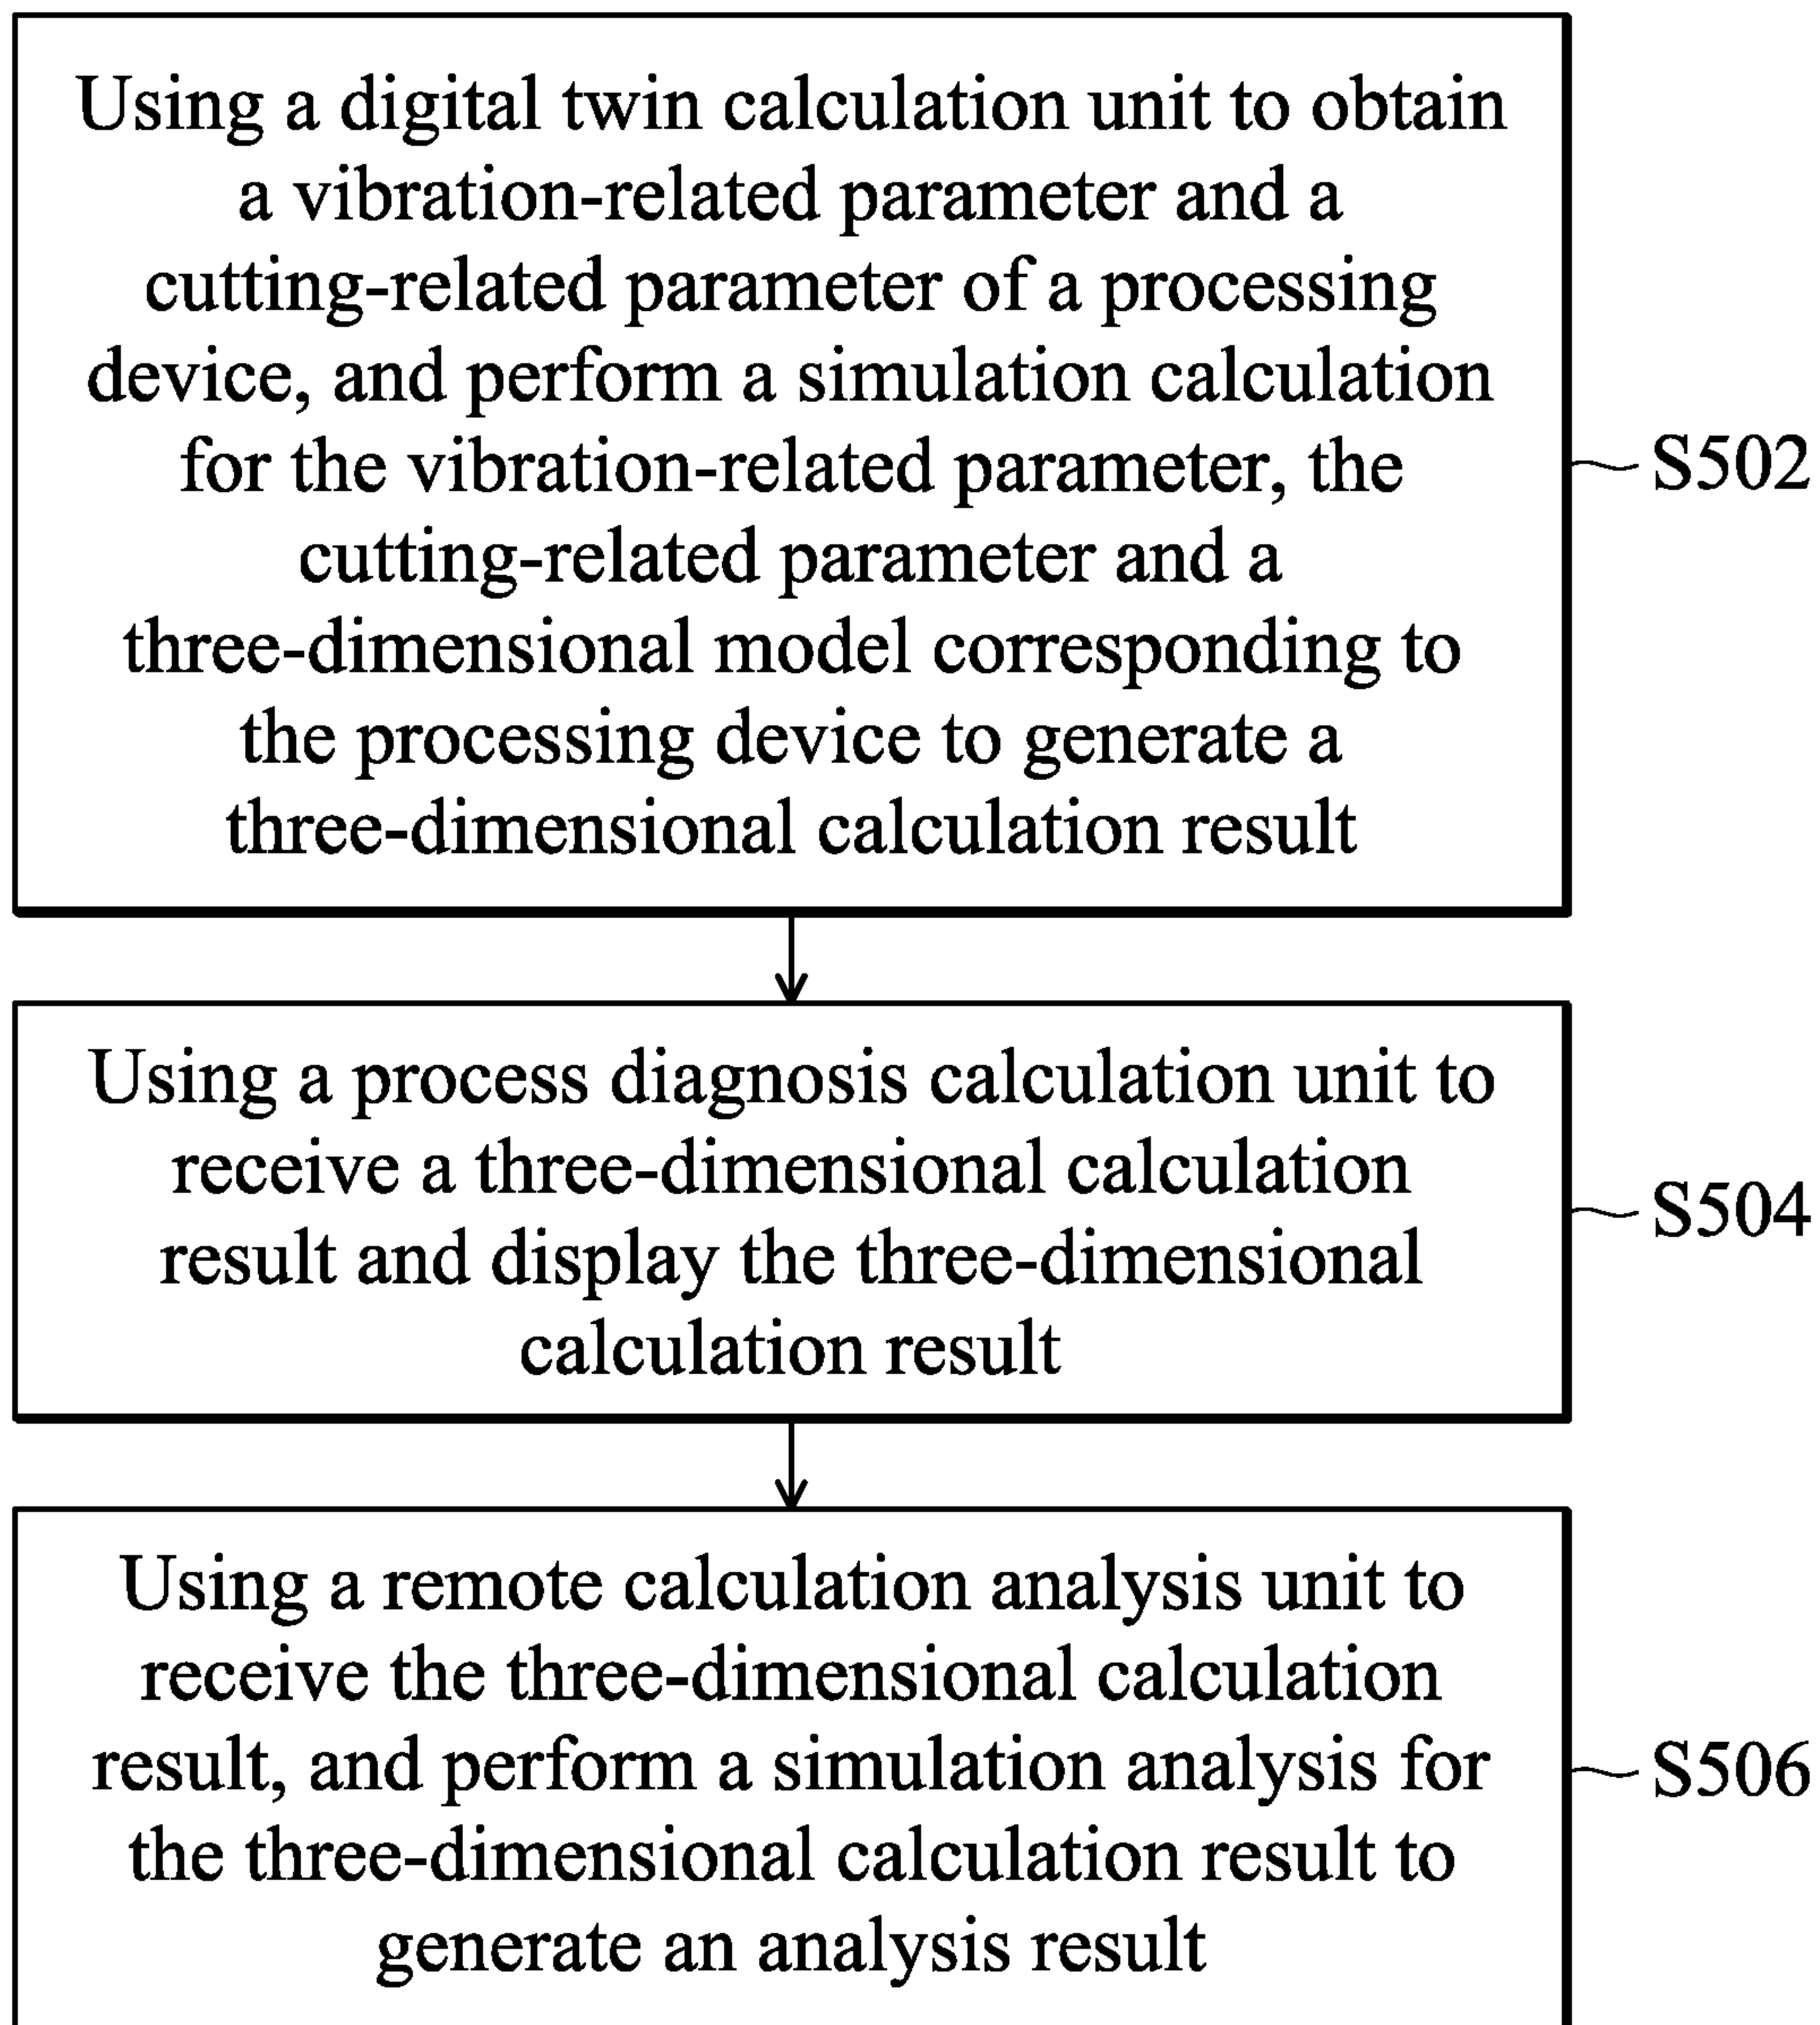 Using a digital twin calculation unit to obtain
a vibration-related parameter and a
cutting-related parameter of a processing
device, and perform a simulation calculation
for the vibration-related parameter, the
cutting-related parameter and a
three-dimensional model corresponding to
the processing device to generate a
three-dimensional calculation result
S502
Using a process diagnosis calculation unit to
receive a three-dimensional calculation
result and display the three-dimensional
calculation result
S504
Using a remote calculation analysis unit to
receive the three-dimensional calculation
result, and perform a simulation analysis for
the three-dimensional calculation result to
generate an analysis result
S506